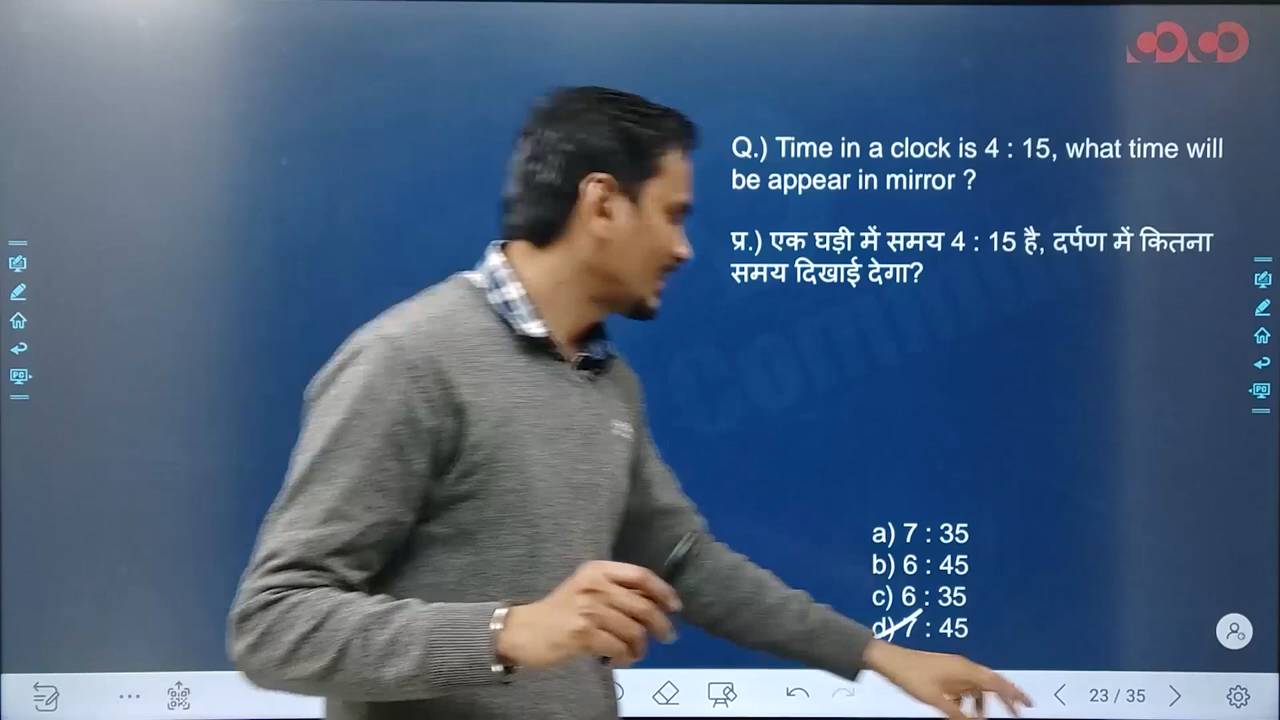 Q.) Time in a clock is 4 : 15, what time will
be appear in mirror ?
प्र.) एक घड़ी में समय 4 : 15 है, दर्पण में कितना
समय दिखाई देगा?
a) 7 : 35
b) 6 : 45
c) 6 : 35
d) 7 : 45
23 / 35